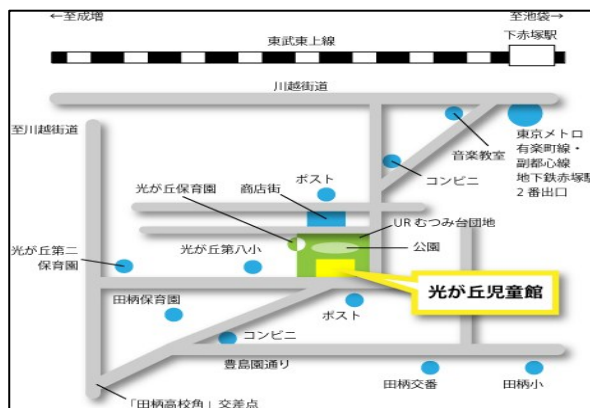 ←至成増
至池袋→
東武東上線
下赤塚駅
川越街道
至川越街道
音楽教室
東京メトロ
有楽町線・
副都心線
地下鉄赤塚駅
2番出口
コンビニ
ポスト
光が丘保育園
商店街
URむつみ台団地
公園
光が丘第二
保育園
光が丘第八小
光が丘児童館
田柄保育園
ポスト
コンビニ
豊島園通り
田柄交番
田柄小
「田柄高校角」交差点